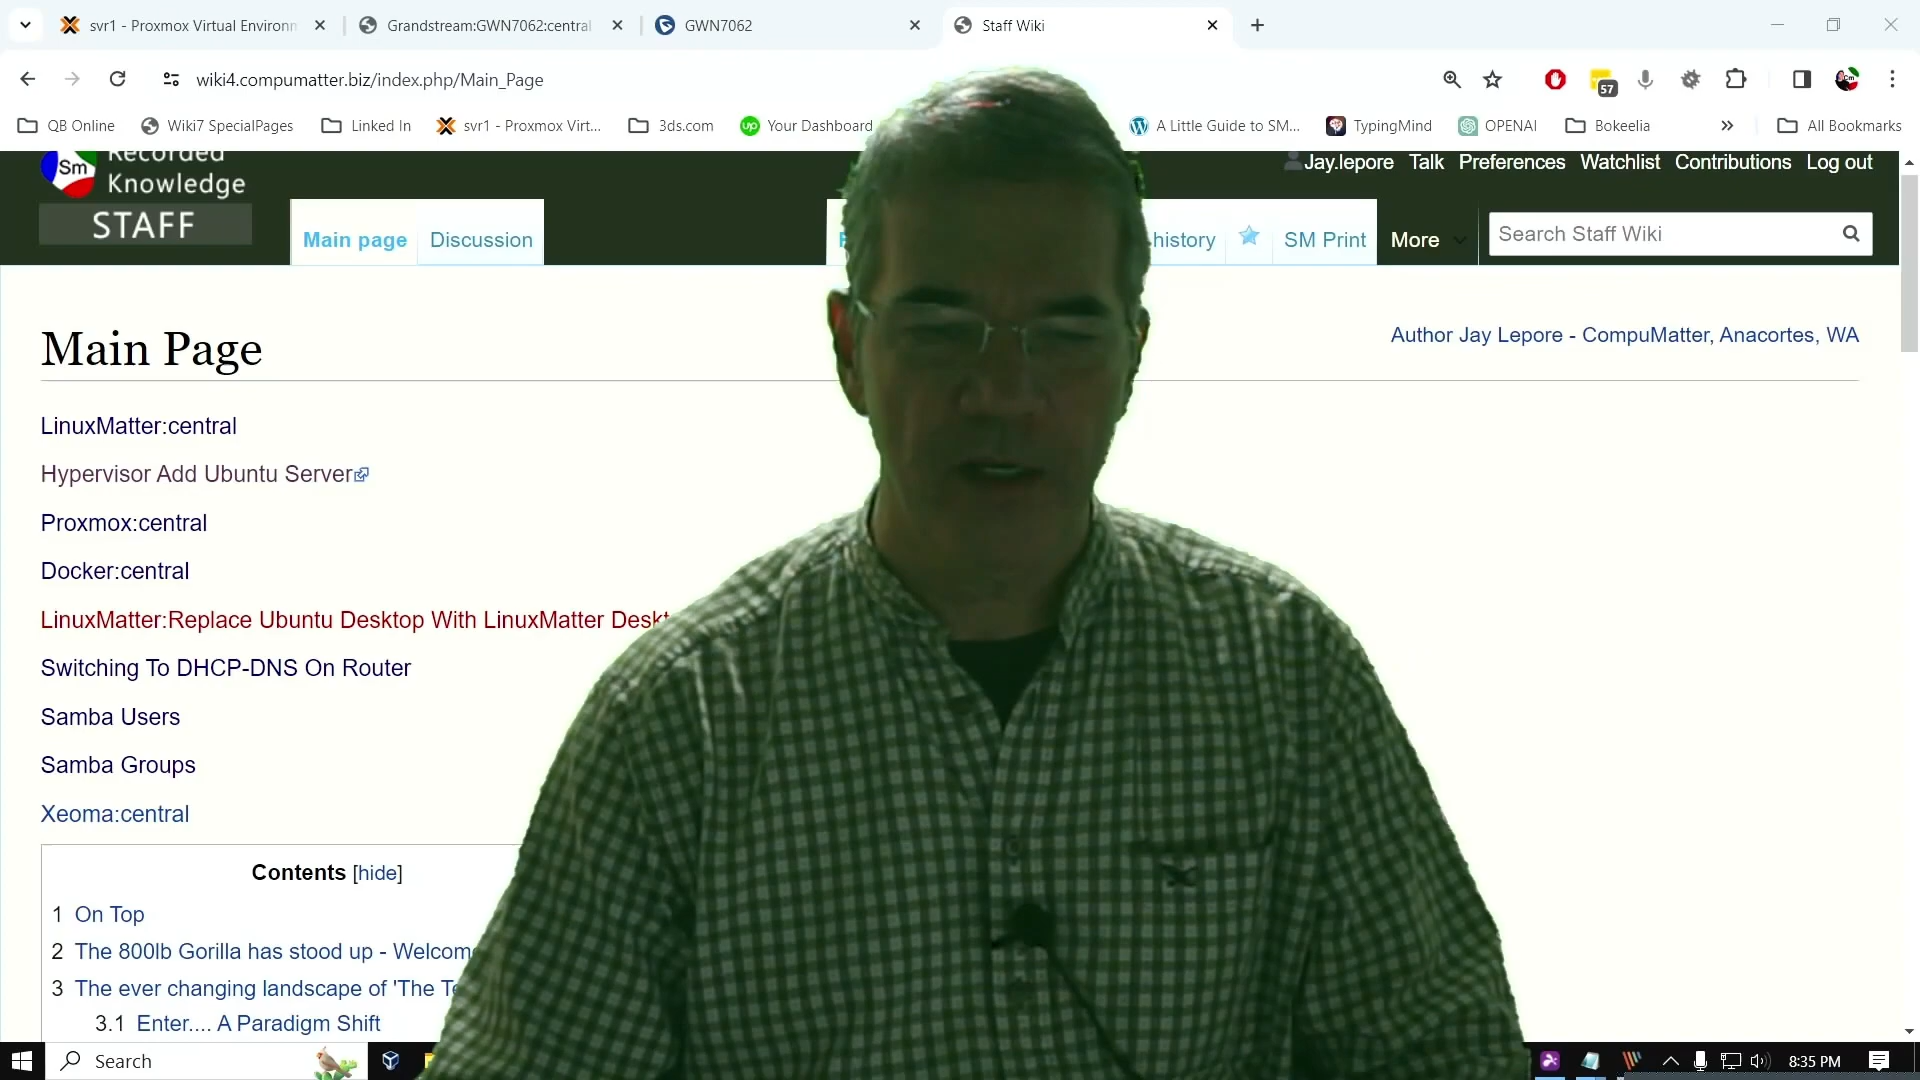 svr1 - Proxmox Virtual Environm
Grandstream:GWN7062:central
GWN7062
Staff Wiki
wiki4.compumatter.biz/index.php/Main_Page
57
QB Online
Wiki7 SpecialPages
Linked In
svr1 - Proxmox Virt...
3ds.com
up
Your Dashboard
A Little Guide to SM...
TypingMind
OPENAI
Bokeelia
All Bookmarks
Sm
Recorded
Knowledge
STAFF
Jay.lepore Talk Preferences Watchlist Contributions Log out
Main page
Discussion
history
SM Print
More
Search Staff Wiki
Main Page
Author Jay Lepore - CompuMatter, Anacortes, WA
LinuxMatter:central
Hypervisor Add Ubuntu Server
Proxmox:central
Docker:central
LinuxMatter:Replace Ubuntu Desktop With LinuxMatter Deskt
Switching To DHCP-DNS On Router
Samba Users
Samba Groups
Xeoma:central
Contents [hide]
1 On Top
2 The 800lb Gorilla has stood up - Welcome
3 The ever changing landscape of 'The Te
3.1 Enter.... A Paradigm Shift
Search
8:35 PM